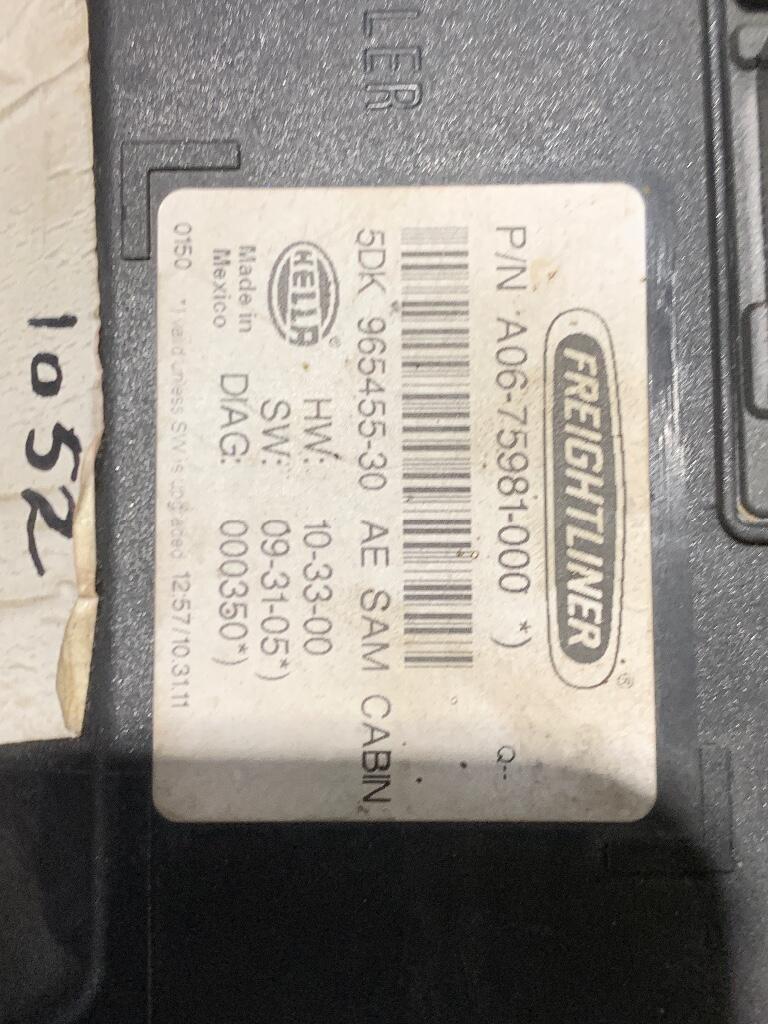 LER
FREIGHTLINER®
P/N A06-75981-000 *) Q--
5DK 965455-30 AE SAM CABIN,
HELLA®
HW: 10-33-00
SW: 09-31-05*)
Made in
Mexico
DIAG: 000350*)
0150 *) valid unless SW is upgraded 12:57/10.31.11
1052